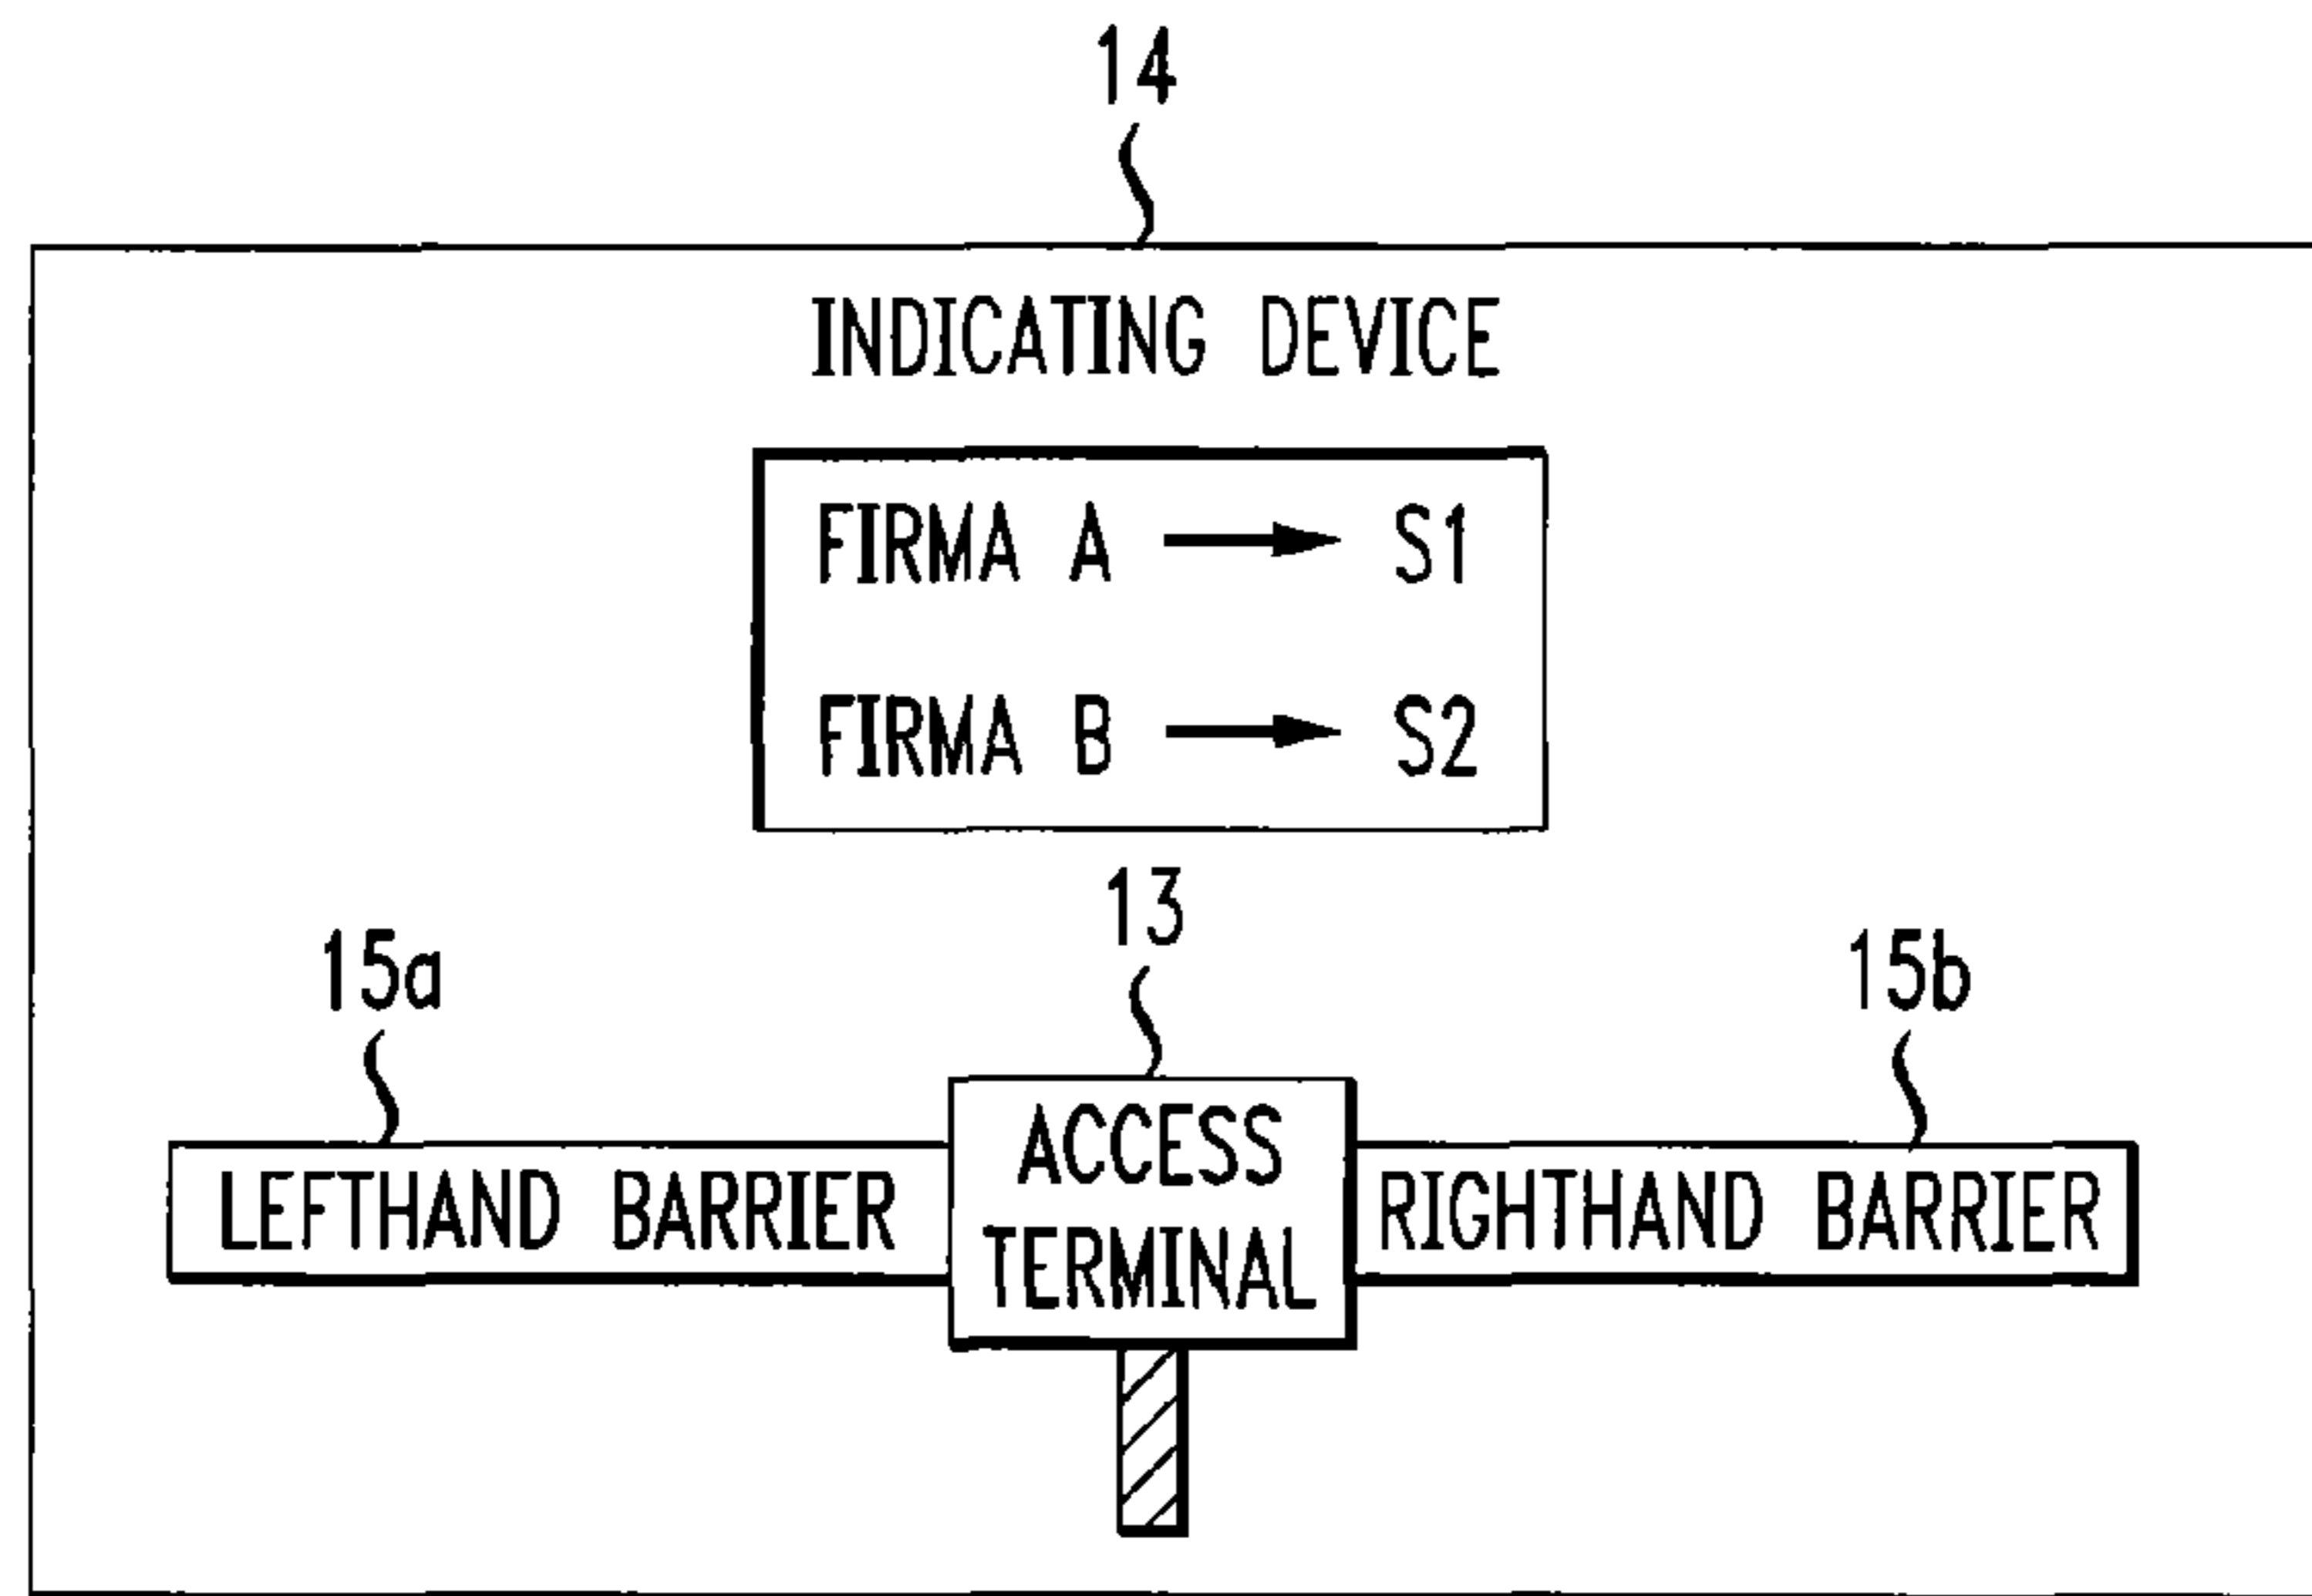 14
INDICATING DEVICE
FIRMA A → S1
FIRMA B → S2
13
15a
15b
LEFTHAND BARRIER
ACCESS
TERMINAL
RIGHTHAND BARRIER